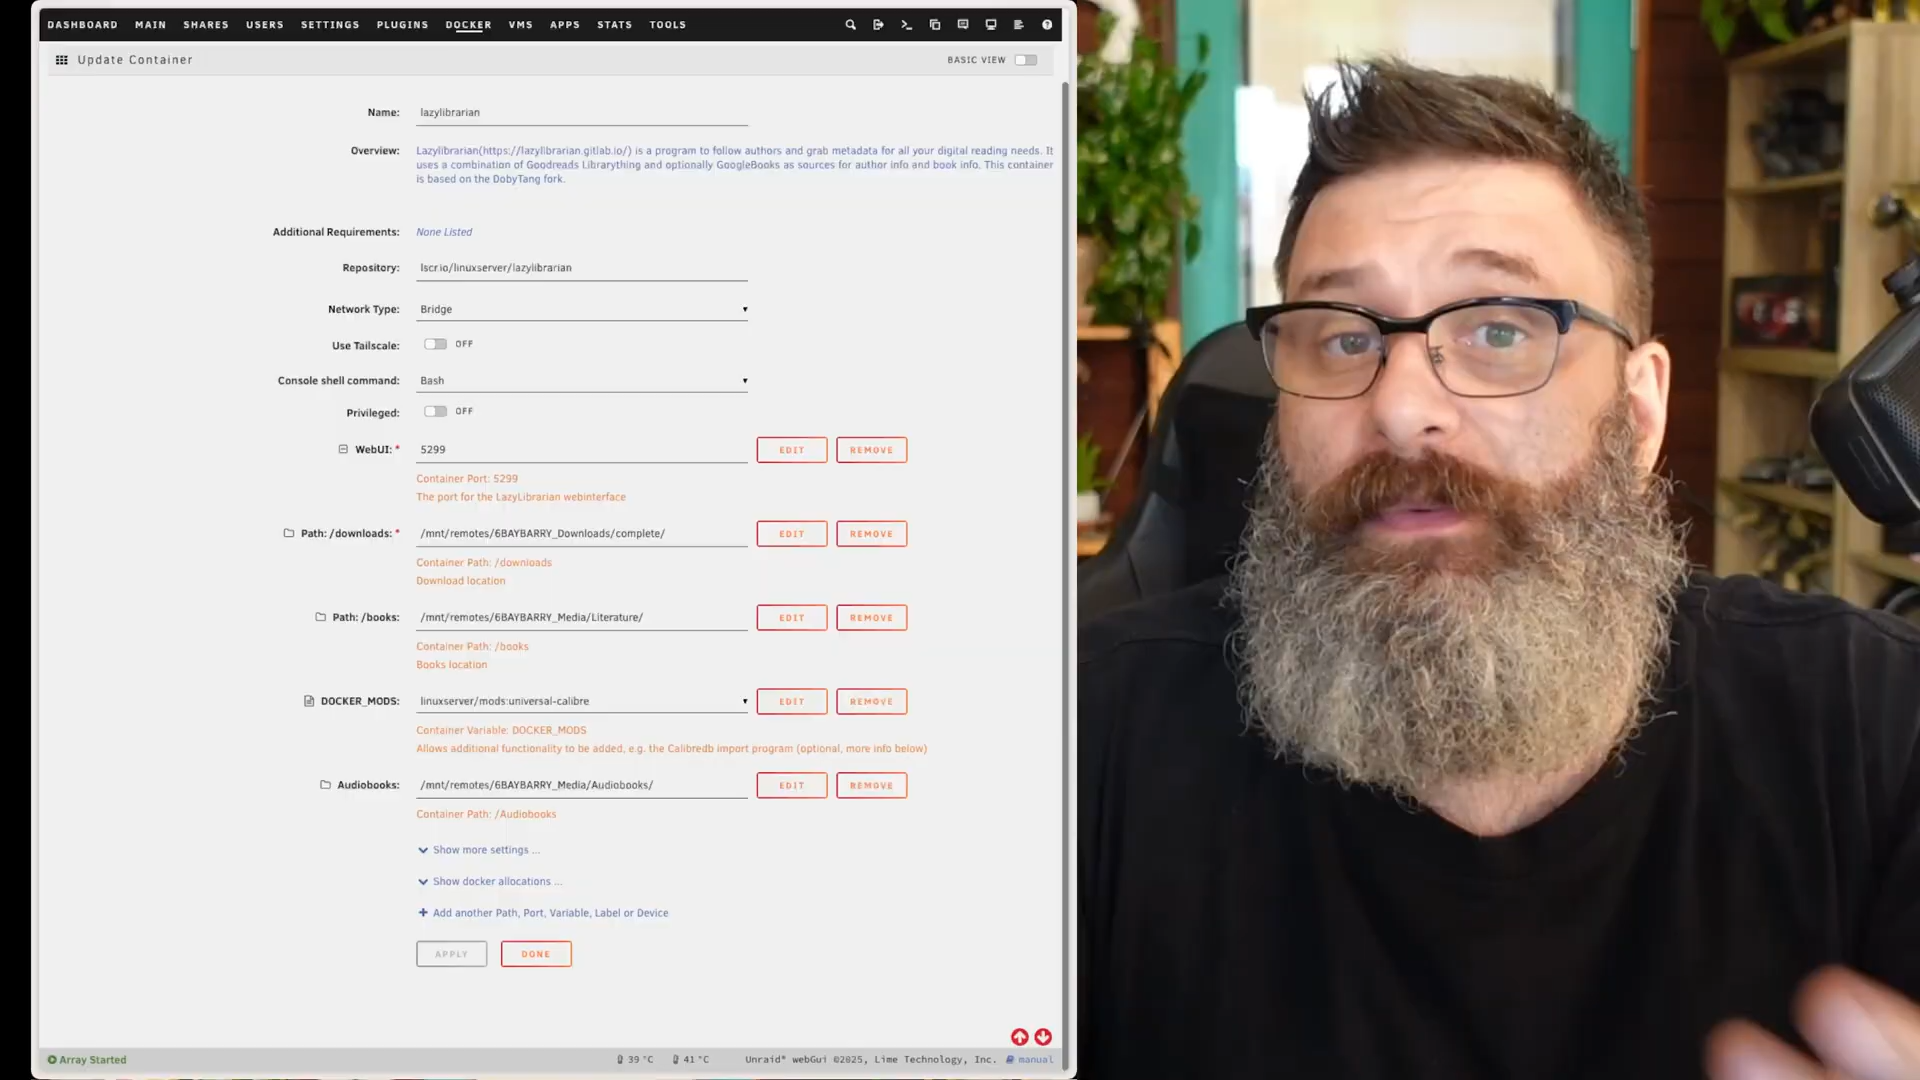 DASHBOARD MAIN SHARES USERS SETTINGS PLUGINS DOCKER VMS APPS STATS TOOLS
Update Container
BASIC VIEW
Name: lazylibrarian
Overview: Lazylibrarian(https://lazylibrarian.gitlab.io/) is a program to follow authors and grab metadata for all your digital reading needs. It
uses a combination of Goodreads Librarything and optionally GoogleBooks as sources for author info and book info. This container
is based on the DobyTang fork.
Additional Requirements: None Listed
Repository: lscr.io/linuxserver/lazylibrarian
Network Type: Bridge
Use Tailscale: OFF
Console shell command: Bash
Privileged: OFF
WebUI: * 5299 EDIT REMOVE
Container Port: 5299
The port for the LazyLibrarian webinterface
Path: /downloads: * /mnt/remotes/6BAYBARRY_Downloads/complete/ EDIT REMOVE
Container Path: /downloads
Download location
Path: /books: /mnt/remotes/6BAYBARRY_Media/Literature/ EDIT REMOVE
Container Path: /books
Books location
DOCKER_MODS: linuxserver/mods:universal-calibre EDIT REMOVE
Container Variable: DOCKER_MODS
Allows additional functionality to be added, e.g. the Calibredb import program (optional, more info below)
Audiobooks: /mnt/remotes/6BAYBARRY_Media/Audiobooks/ EDIT REMOVE
Container Path: /Audiobooks
Show more settings ...
Show docker allocations ...
Add another Path, Port, Variable, Label or Device
APPLY DONE
Array Started 39 °C 41 °C Unraid® webGui ©2025, Lime Technology, Inc. manual